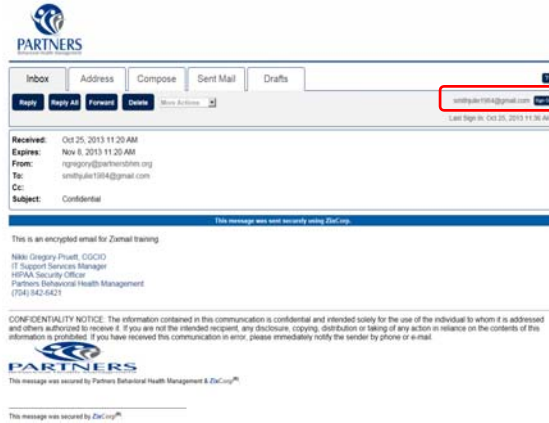 PARTNERS
Behavioral Health Management
Inbox Address Compose Sent Mail Drafts
Reply Reply All Forward Delete More Actions
smithjulie1984@gmail.com Sign
Last Sign In: Oct 25, 2013 11:36 AM
Received: Oct 25, 2013 11:20 AM
Expires: Nov 8, 2013 11:20 AM
From: ngregory@partnersbhm.org
To: smithjulie1984@gmail.com
Cc:
Subject: Confidential
This message was sent securely using ZixCorp.
This is an encrypted email for Zixmail training.
Nikki Gregory-Pruett, CGCIO
IT Support Services Manager
HIPAA Security Officer
Partners Behavioral Health Management
(704) 842-6421
CONFIDENTIALITY NOTICE: The information contained in this communication is confidential and intended solely for the use of the individual to whom it is addressed
and others authorized to receive it. If you are not the intended recipient, any disclosure, copying, distribution or taking of any action in reliance on the contents of this
information is prohibited. If you have received this communication in error, please immediately notify the sender by phone or e-mail.
PARTNERS
This message was secured by Partners Behavioral Health Management & ZixCorp(R).
This message was secured by ZixCorp(R).